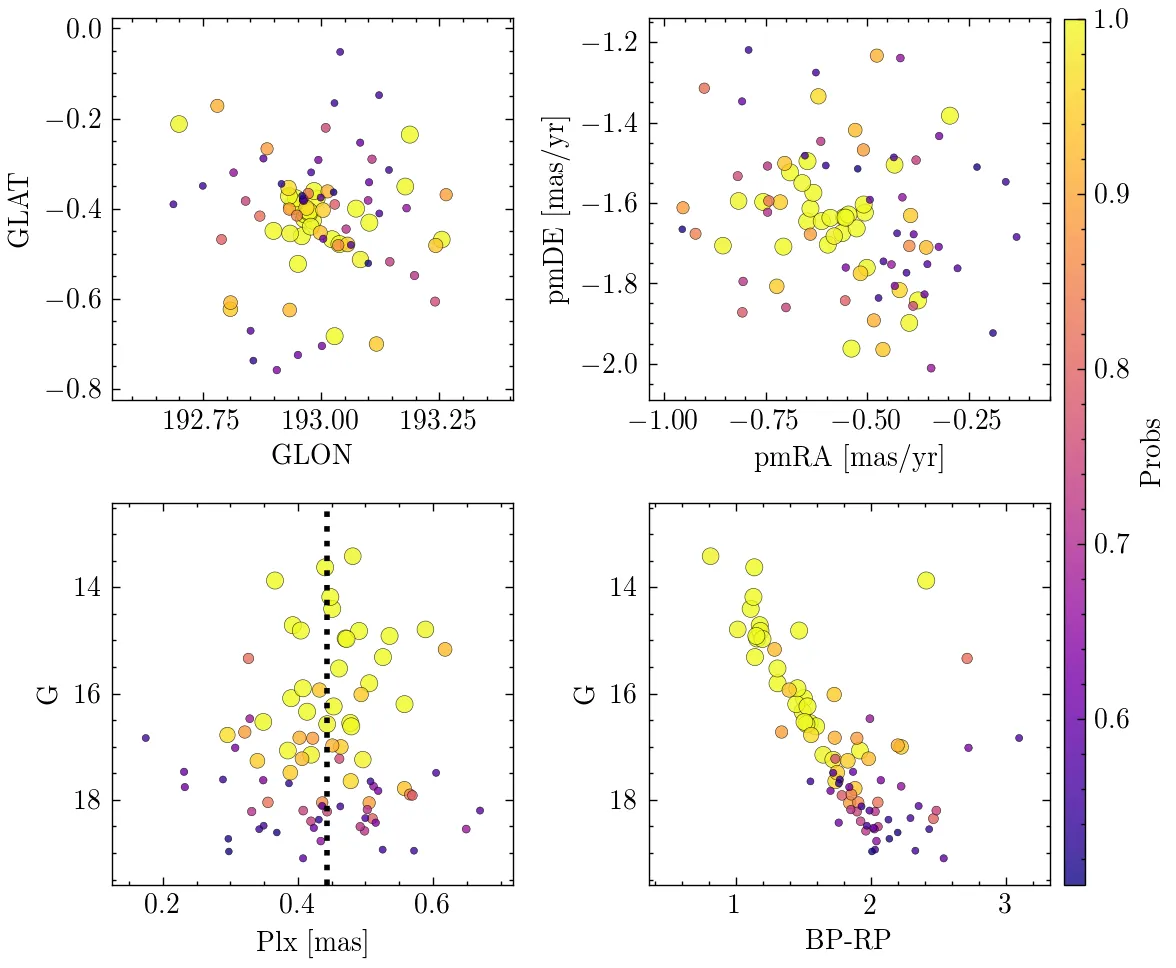 0.0
−0.2
−0.4
−0.6
−0.8
GLAT
192.75 193.00 193.25
GLON
−1.2
−1.4
−1.6
−1.8
−2.0
pmDE [mas/yr]
−1.00 −0.75 −0.50 −0.25
pmRA [mas/yr]
14
16
18
G
0.2 0.4 0.6
Plx [mas]
14
16
18
G
1 2 3
BP-RP
1.0
0.9
0.8
0.7
0.6
Probs